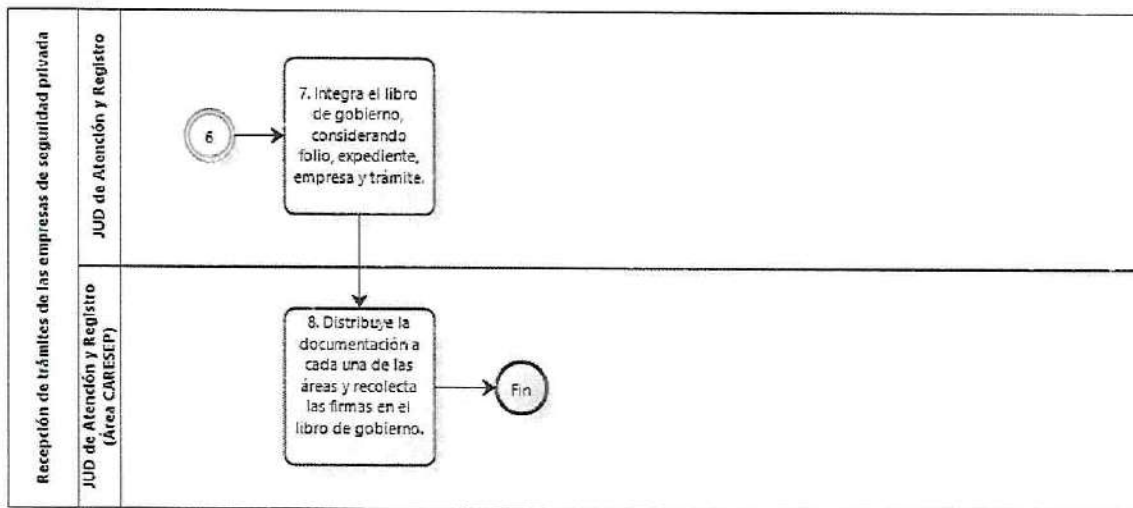 Recepción de trámites de las empresas de seguridad privada
JUD de Atención y Registro
6
7. Integra el libro
de gobierno,
considerando
folio, expediente,
empresa y trámite.
JUD de Atención y Registro
(Área CARESEP)
8. Distribuye la
documentación a
cada una de las
áreas y recolecta
las firmas en el
libro de gobierno.
Fin